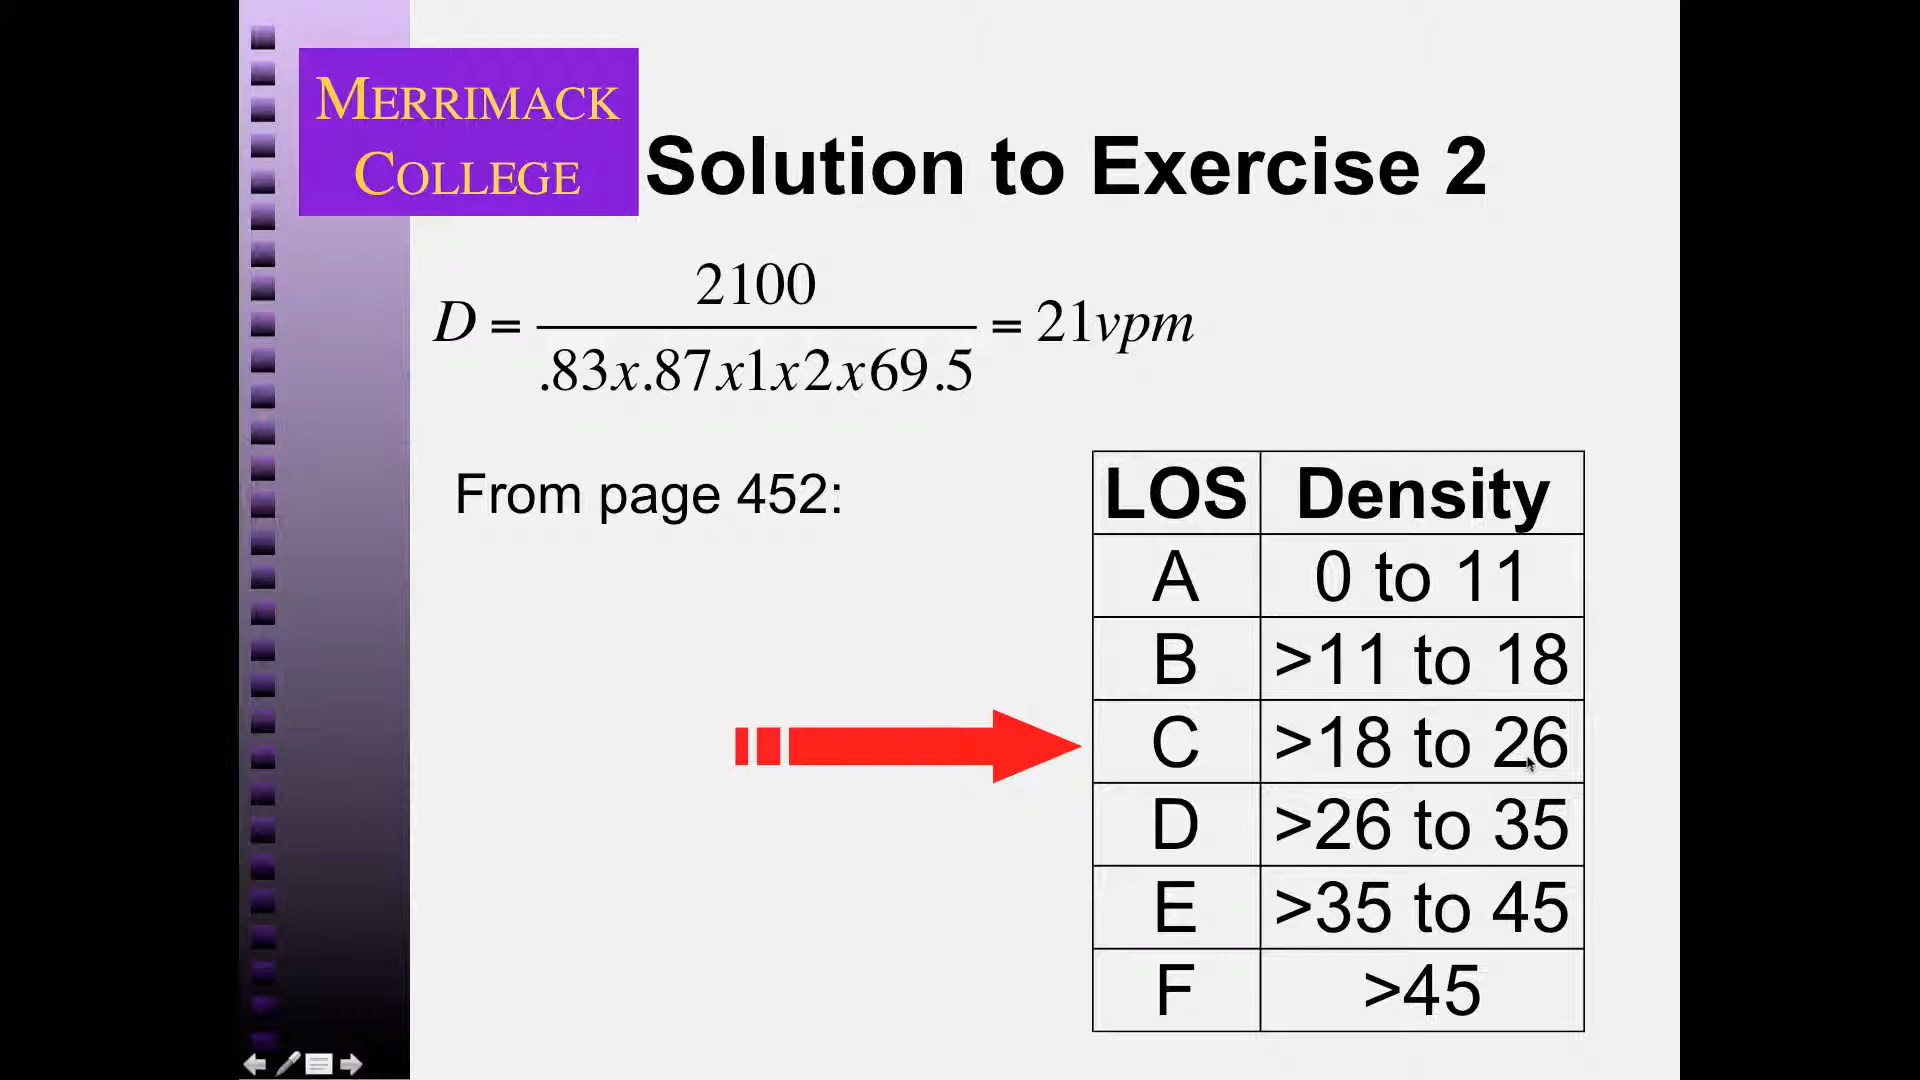 MERRIMACK
COLLEGE
Solution to Exercise 2
D = 2100 / .83x.87x1x2x69.5 = 21vpm
From page 452:
LOS Density
A 0 to 11
B >11 to 18
C >18 to 26
D >26 to 35
E >35 to 45
F >45